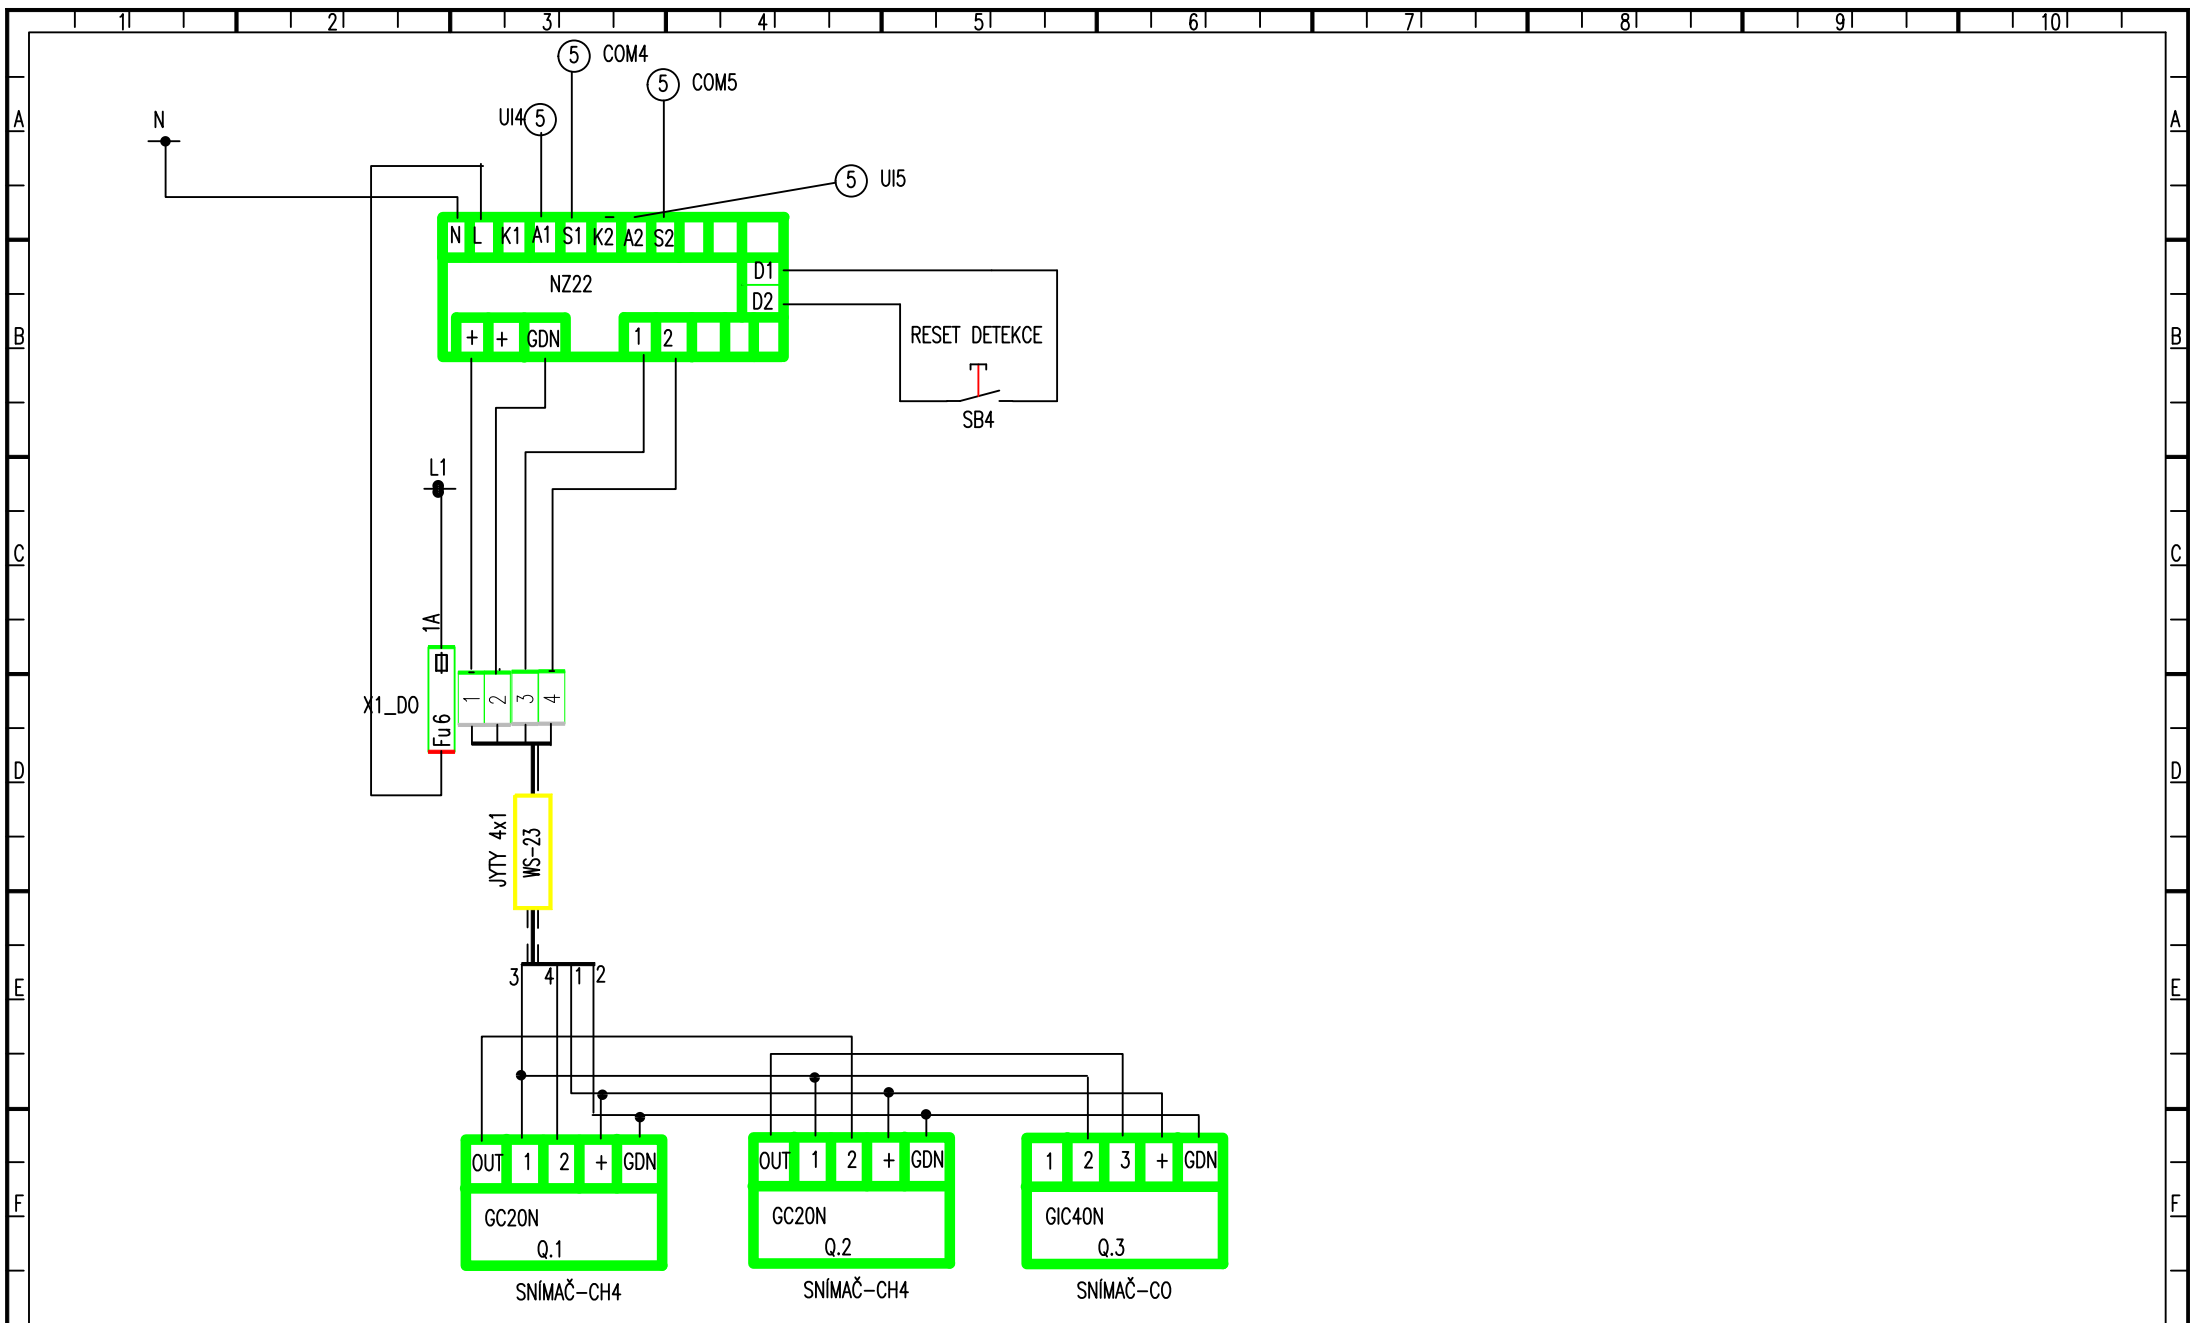 1 2 3 4 5 6 7 8 9 10
5 COM4
5 COM5
UI4 5
A N A
5 UI5
N L K1 A1 S1 K2 A2 S2
D1
NZ22
D2
B + + GDN 1 2 RESET DETEKCE B
SB4
L1
C C
1A
X1_DO Fu6 1 2 3 4
D D
JYTY 4x1 WS-23
3 4 1 2
E E
OUT 1 2 + GDN OUT 1 2 + GDN 1 2 3 + GDN
F F
GC20N GC20N GIC40N
Q.1 Q.2 Q.3
SNÍMAČ-CH4 SNÍMAČ-CH4 SNÍMAČ-CO